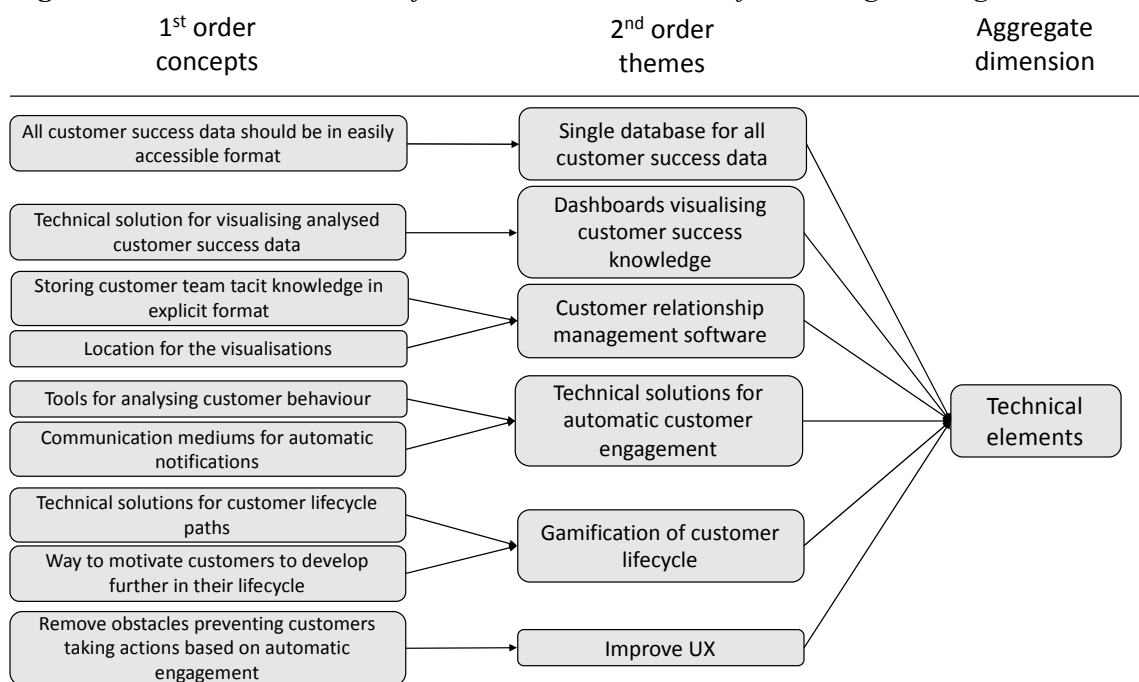 1st order
concepts
2nd order
themes
Aggregate
dimension
All customer success data should be in easily
accessible format
Single database for all
customer success data
Technical solution for visualising analysed
customer success data
Dashboards visualising
customer success
knowledge
Storing customer team tacit knowledge in
explicit format
Customer relationship
management software
Location for the visualisations
Tools for analysing customer behaviour
Technical solutions for
automatic customer
engagement
Communication mediums for automatic
notifications
Technical
elements
Technical solutions for customer lifecycle
paths
Gamification of customer
lifecycle
Way to motivate customers to develop
further in their lifecycle
Remove obstacles preventing customers
taking actions based on automatic
engagement
Improve UX